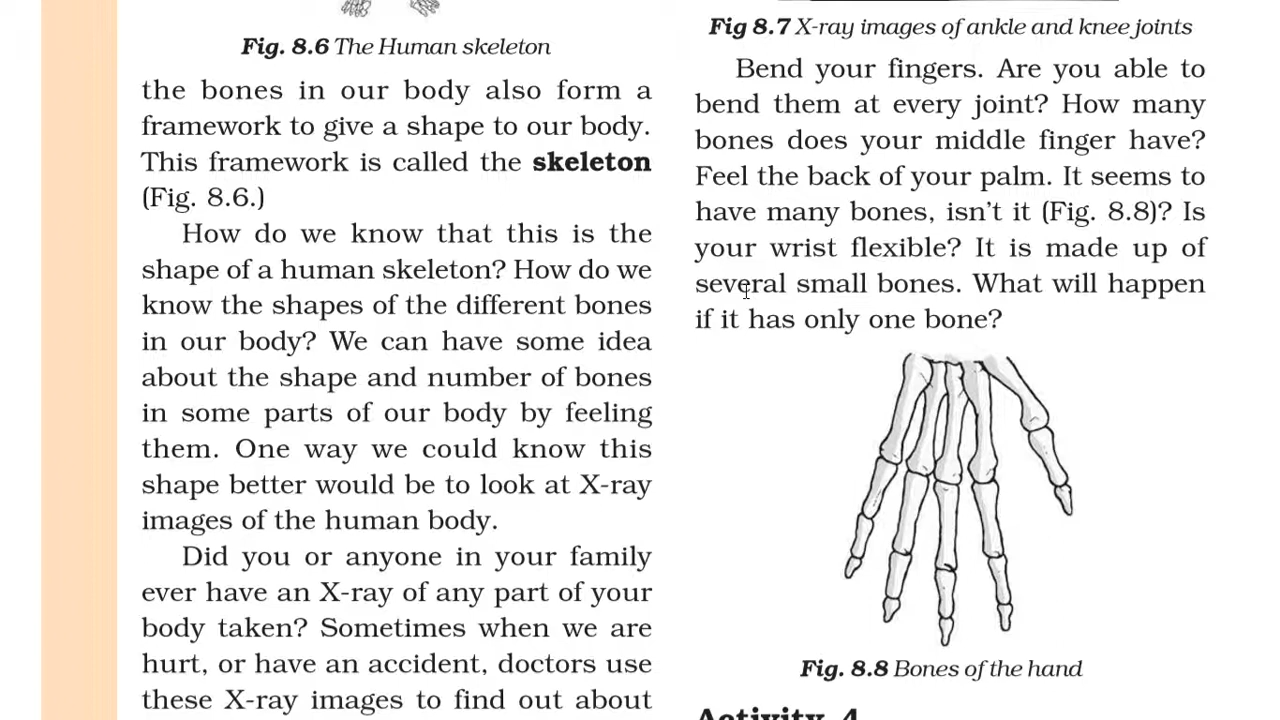 Fig. 8.6 The Human skeleton
the bones in our body also form a
framework to give a shape to our body.
This framework is called the skeleton
(Fig. 8.6.)
How do we know that this is the
shape of a human skeleton? How do we
know the shapes of the different bones
in our body? We can have some idea
about the shape and number of bones
in some parts of our body by feeling
them. One way we could know this
shape better would be to look at X-ray
images of the human body.
Did you or anyone in your family
ever have an X-ray of any part of your
body taken? Sometimes when we are
hurt, or have an accident, doctors use
these X-ray images to find out about
Fig 8.7 X-ray images of ankle and knee joints
Bend your fingers. Are you able to
bend them at every joint? How many
bones does your middle finger have?
Feel the back of your palm. It seems to
have many bones, isn't it (Fig. 8.8)? Is
your wrist flexible? It is made up of
several small bones. What will happen
if it has only one bone?
Fig. 8.8 Bones of the hand
Activity 4